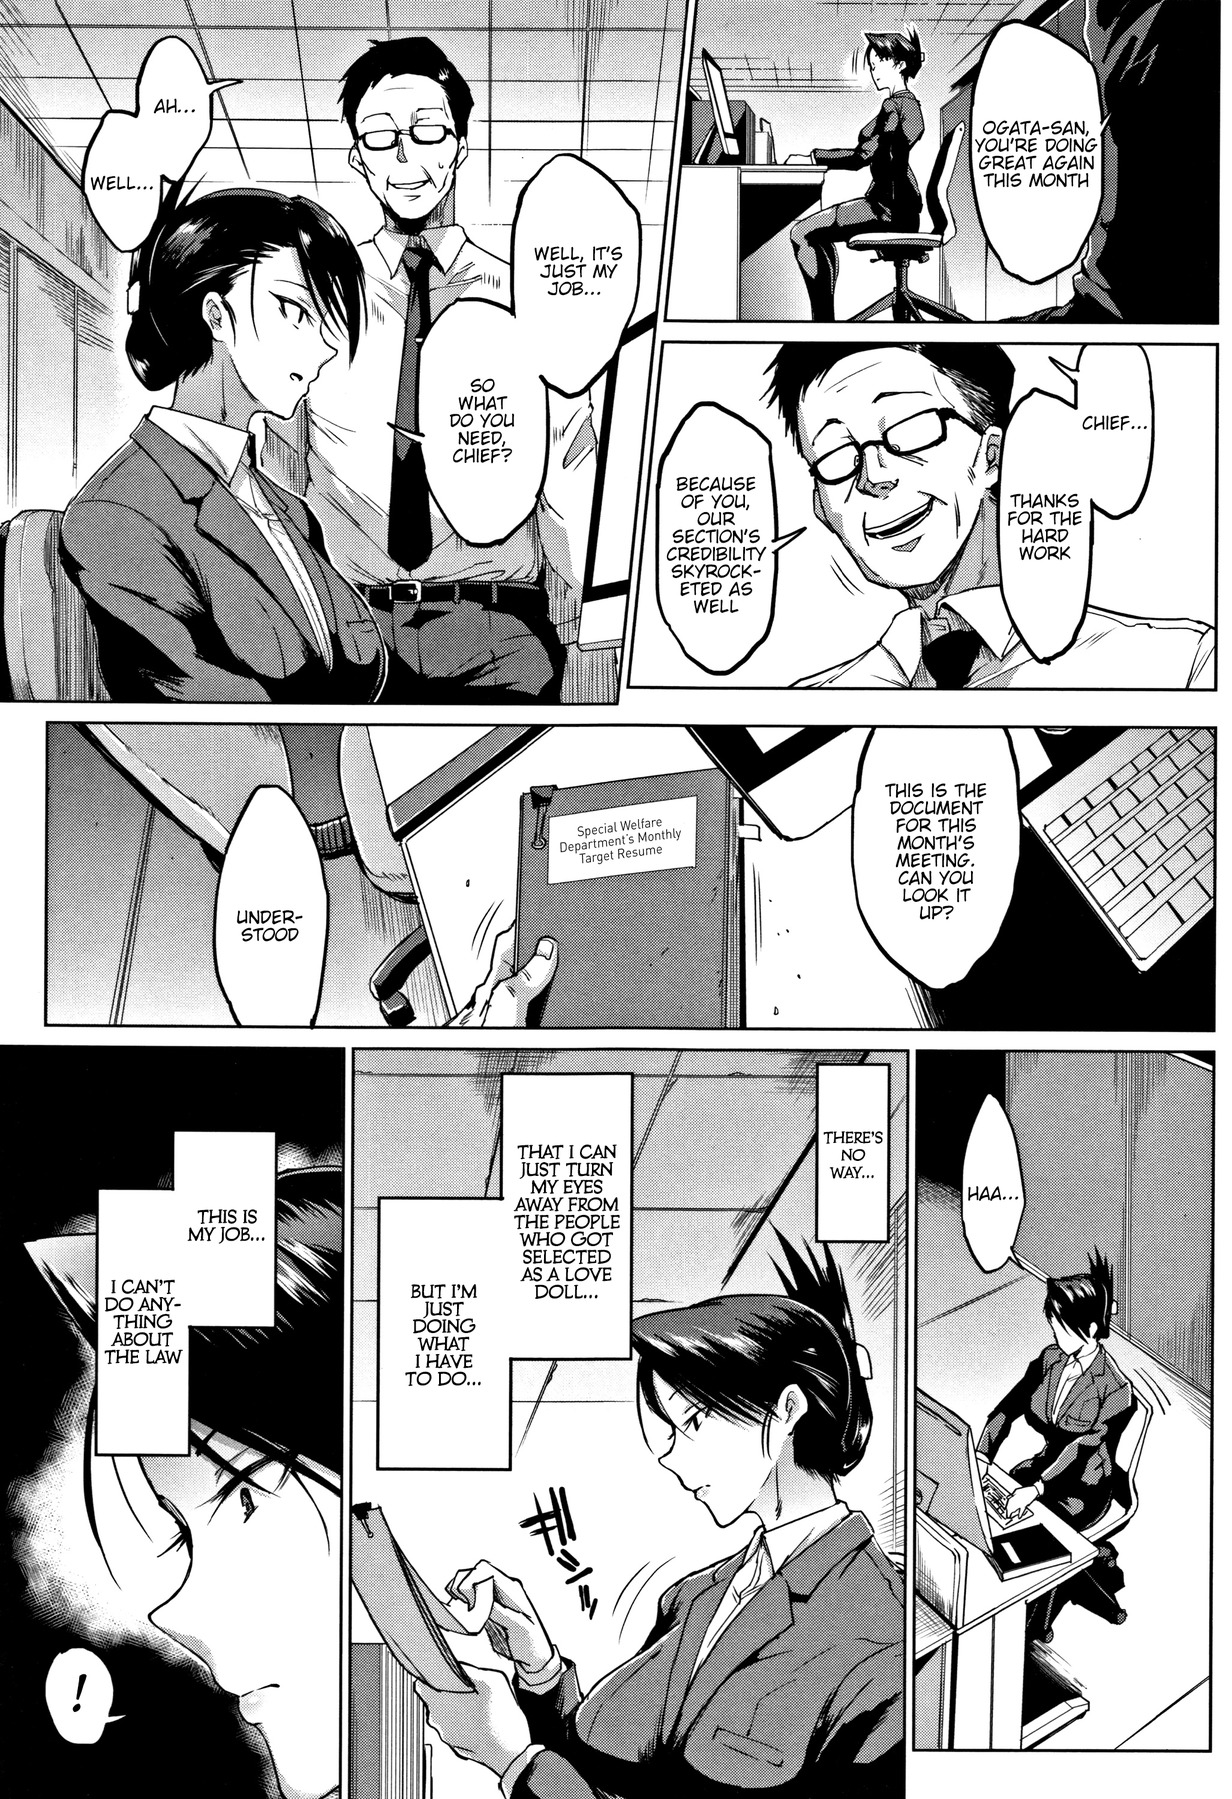 OGATA-SAN,
YOU'RE DOING
GREAT AGAIN
THIS MONTH
CHIEF...
THANKS
FOR THE
HARD
WORK
BECAUSE
OF YOU,
OUR
SECTION'S
CREDIBILITY
SKYROCK-
ETED AS
WELL
WELL, IT'S
JUST MY
JOB...
SO
WHAT
DO YOU
NEED,
CHIEF?
AH...
WELL...
THIS IS THE
DOCUMENT
FOR THIS
MONTH'S
MEETING.
CAN YOU
LOOK IT
UP?
Special Welfare
Department's Monthly
Target Resume
UNDER-
STOOD
HAA...
THERE'S
NO
WAY...
THAT I CAN
JUST TURN
MY EYES
AWAY FROM
THE PEOPLE
WHO GOT
SELECTED
AS A LOVE
DOLL...
BUT I'M
JUST
DOING
WHAT
I HAVE
TO DO...
THIS IS
MY JOB...
I CAN'T
DO ANY-
THING
ABOUT
THE LAW
!